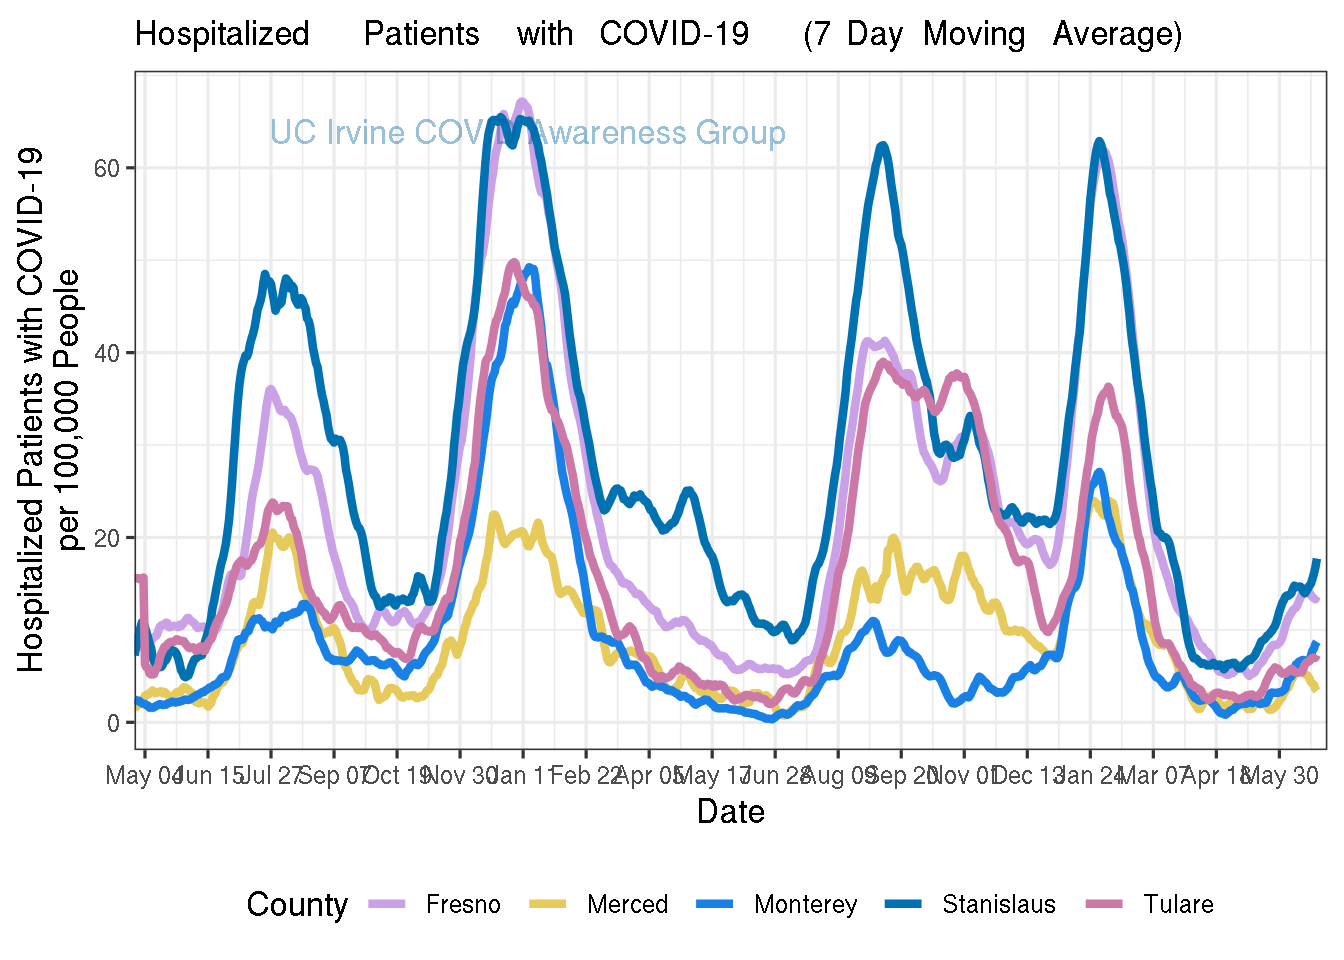 Hospitalized Patients with COVID-19 (7 Day Moving Average)
UC Irvine COVID Awareness Group
Hospitalized Patients with COVID-19
per 100,000 People
60
40
20
0
May 04 Jun 15 Jul 27 Sep 07 Oct 19 Nov 30 Jan 11 Feb 22 Apr 05 May 17 Jun 28 Aug 09 Sep 20 Nov 01 Dec 13 Jan 24 Mar 07 Apr 18 May 30
Date
County Fresno Merced Monterey Stanislaus Tulare